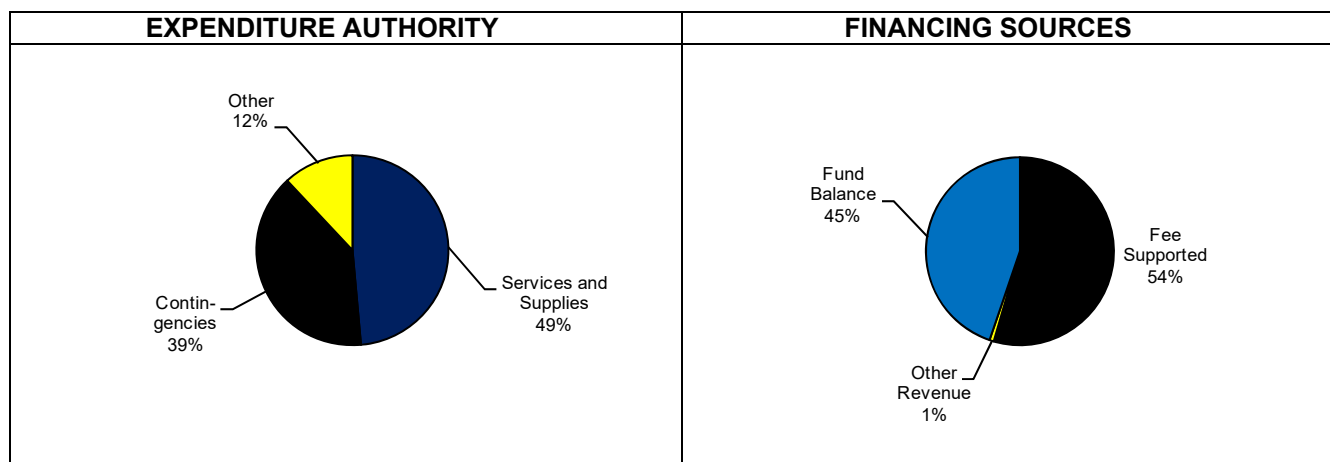 EXPENDITURE AUTHORITY
Other
12%
Contin-
gencies
39%
Services and
Supplies
49%
FINANCING SOURCES
Fund
Balance
45%
Fee
Supported
54%
Other
Revenue
1%